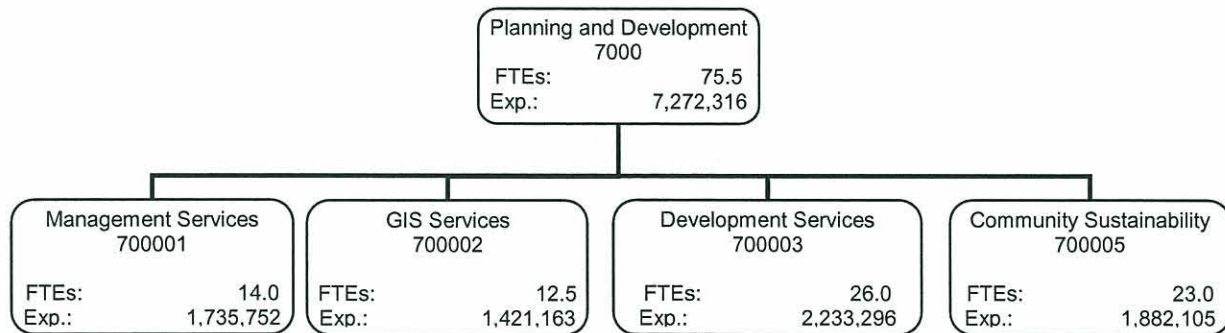 Planning and Development
7000
FTEs: 75.5
Exp.: 7,272,316
Management Services
700001
FTEs: 14.0
Exp.: 1,735,752
GIS Services
700002
FTEs: 12.5
Exp.: 1,421,163
Development Services
700003
FTEs: 26.0
Exp.: 2,233,296
Community Sustainability
700005
FTEs: 23.0
Exp.: 1,882,105